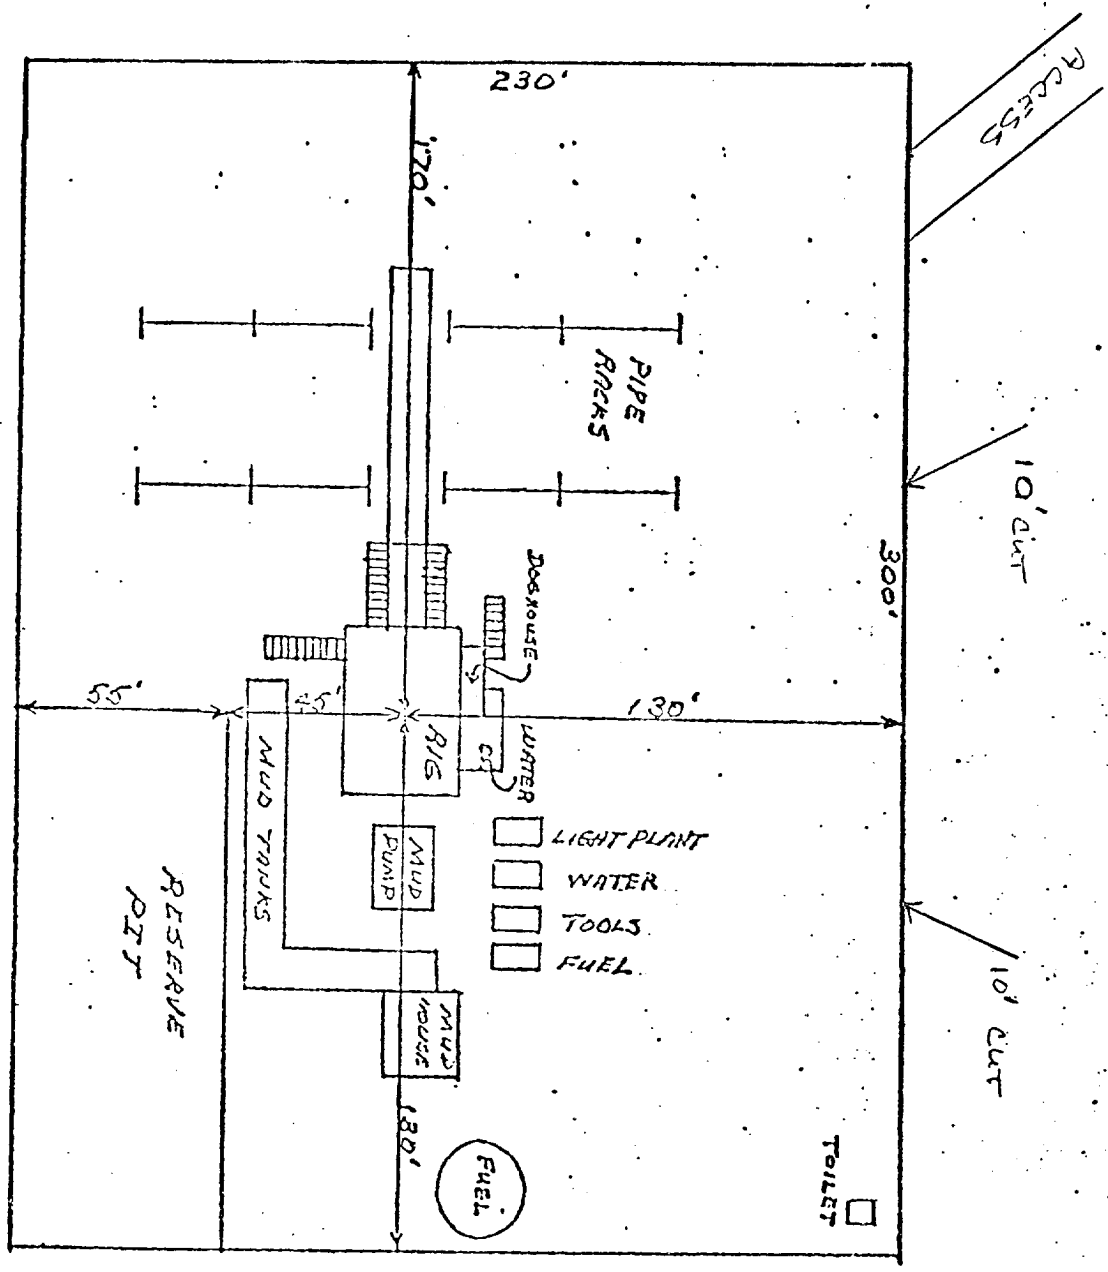 ACCESS
230'
170'
PIPE
RACKS
10' CUT
300'
DOGHOUSE
55'
45'
130'
RIG
WATER
MUD TANKS
MUD
PUMP
LIGHT PLANT
WATER
TOOLS
FUEL
RESERVE
PIT
10' CUT
MUD
HOUSE
130'
FUEL
TOILET